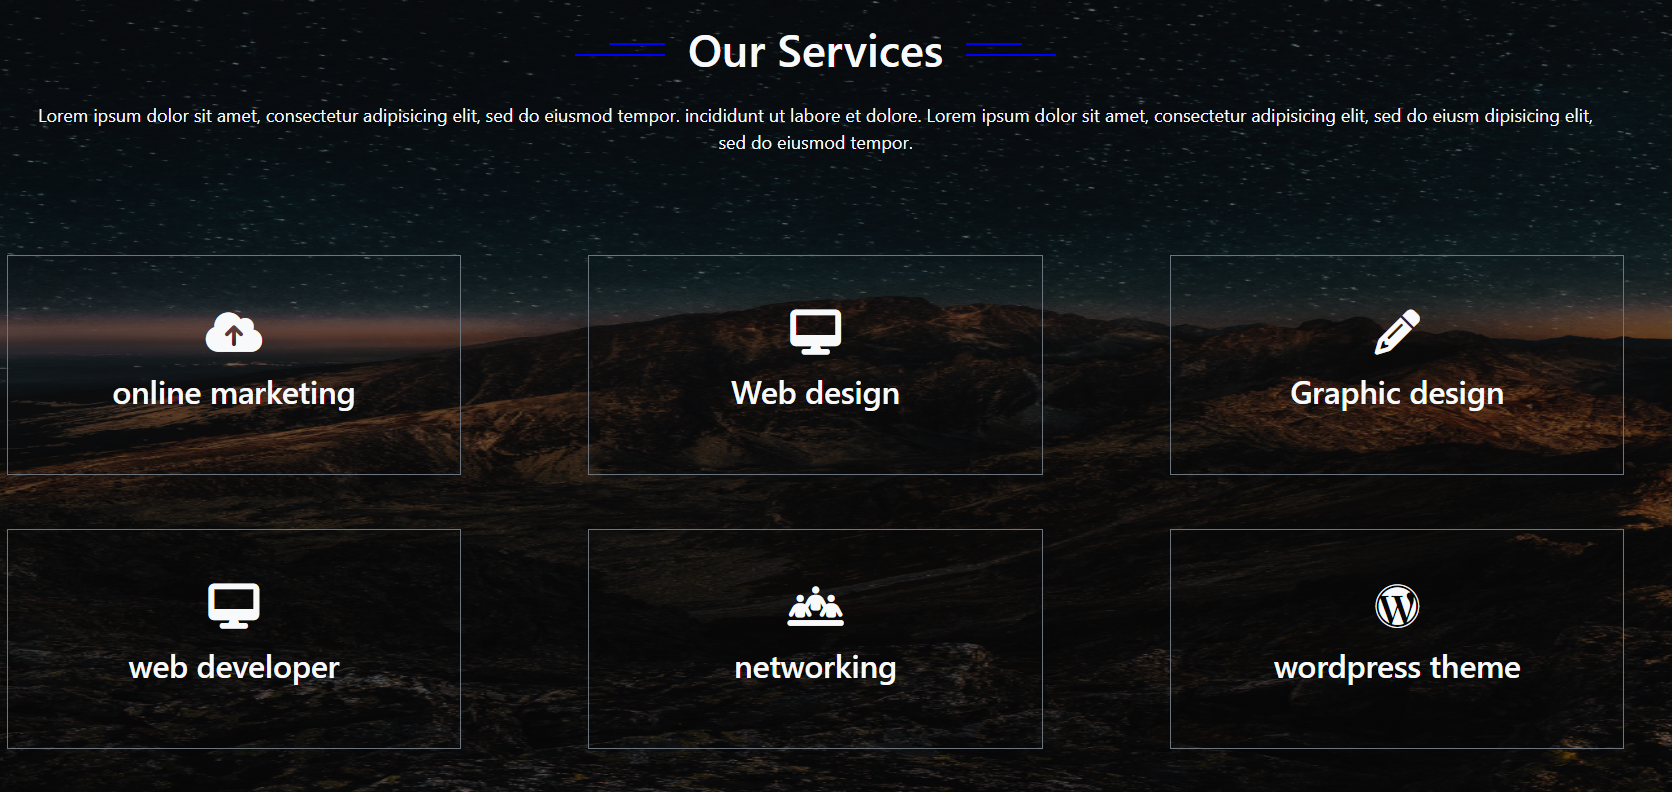 Our Services
Lorem ipsum dolor sit amet, consectetur adipisicing elit, sed do eiusmod tempor. incididunt ut labore et dolore. Lorem ipsum dolor sit amet, consectetur adipisicing elit, sed do eiusm dipisicing elit,
sed do eiusmod tempor.
online marketing
Web design
Graphic design
web developer
networking
wordpress theme